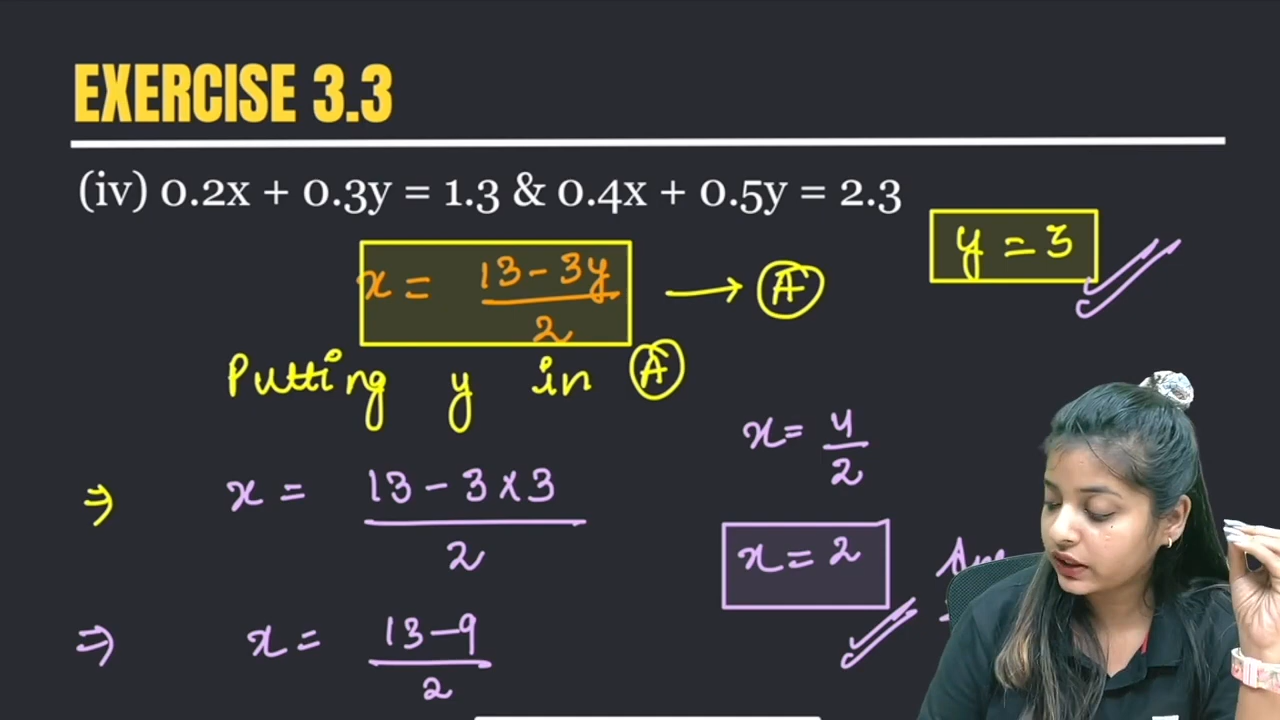 EXERCISE 3.3
(iv) 0.2x + 0.3y = 1.3 & 0.4x + 0.5y = 2.3
y = 3
x = 13 - 3y / 2 → A
Putting y in A
x = 4 / 2
⇒ x = 13 - 3 × 3 / 2
x = 2
⇒ x = 13 - 9 / 2